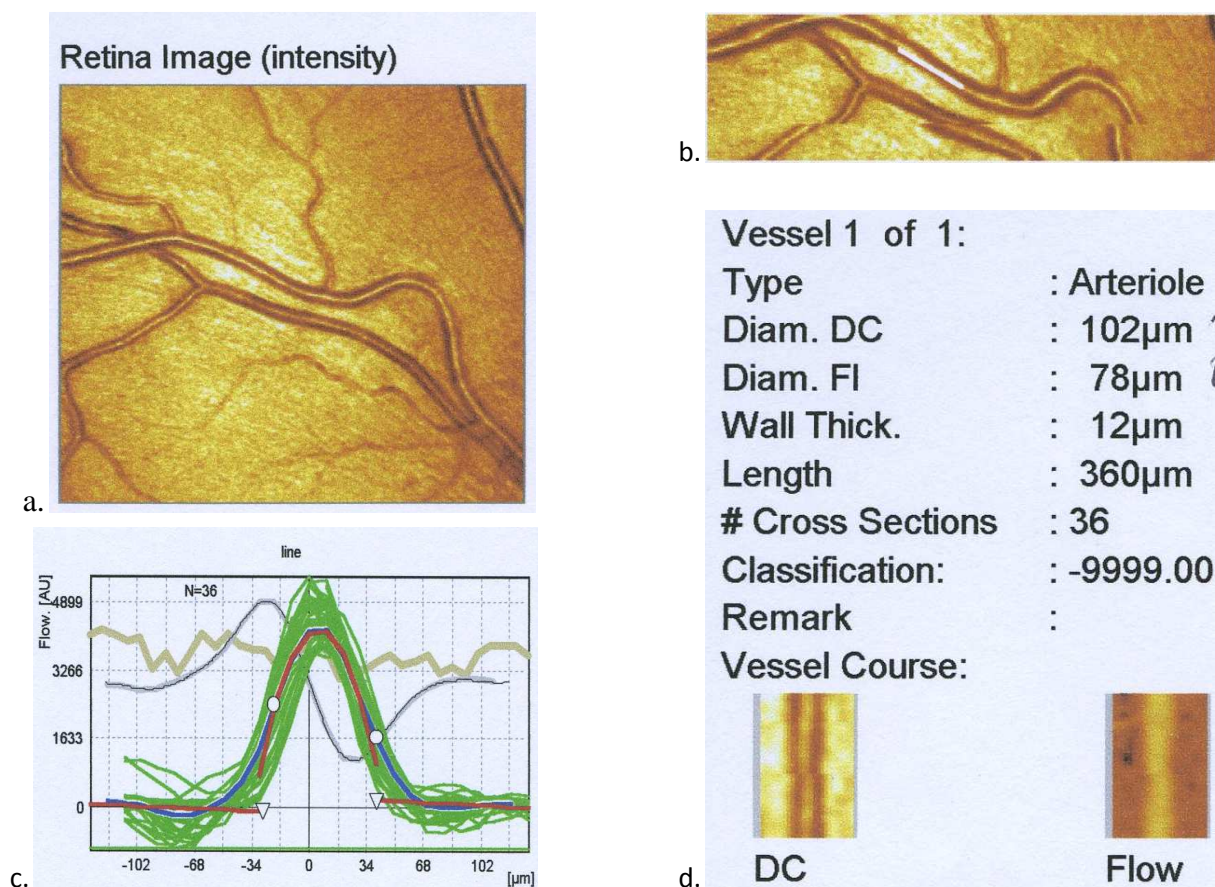 Retina Image (intensity)
a.
b.
line
Flow. [AU]
N=36
4899
3266
1633
0
-102 -68 -34 0 34 68 102
[µm]
c.
Vessel 1 of 1:
Type : Arteriole
Diam. DC : 102µm
Diam. Fl : 78µm
Wall Thick. : 12µm
Length : 360µm
# Cross Sections : 36
Classification: : -9999.00
Remark :
Vessel Course:
DC Flow
d.